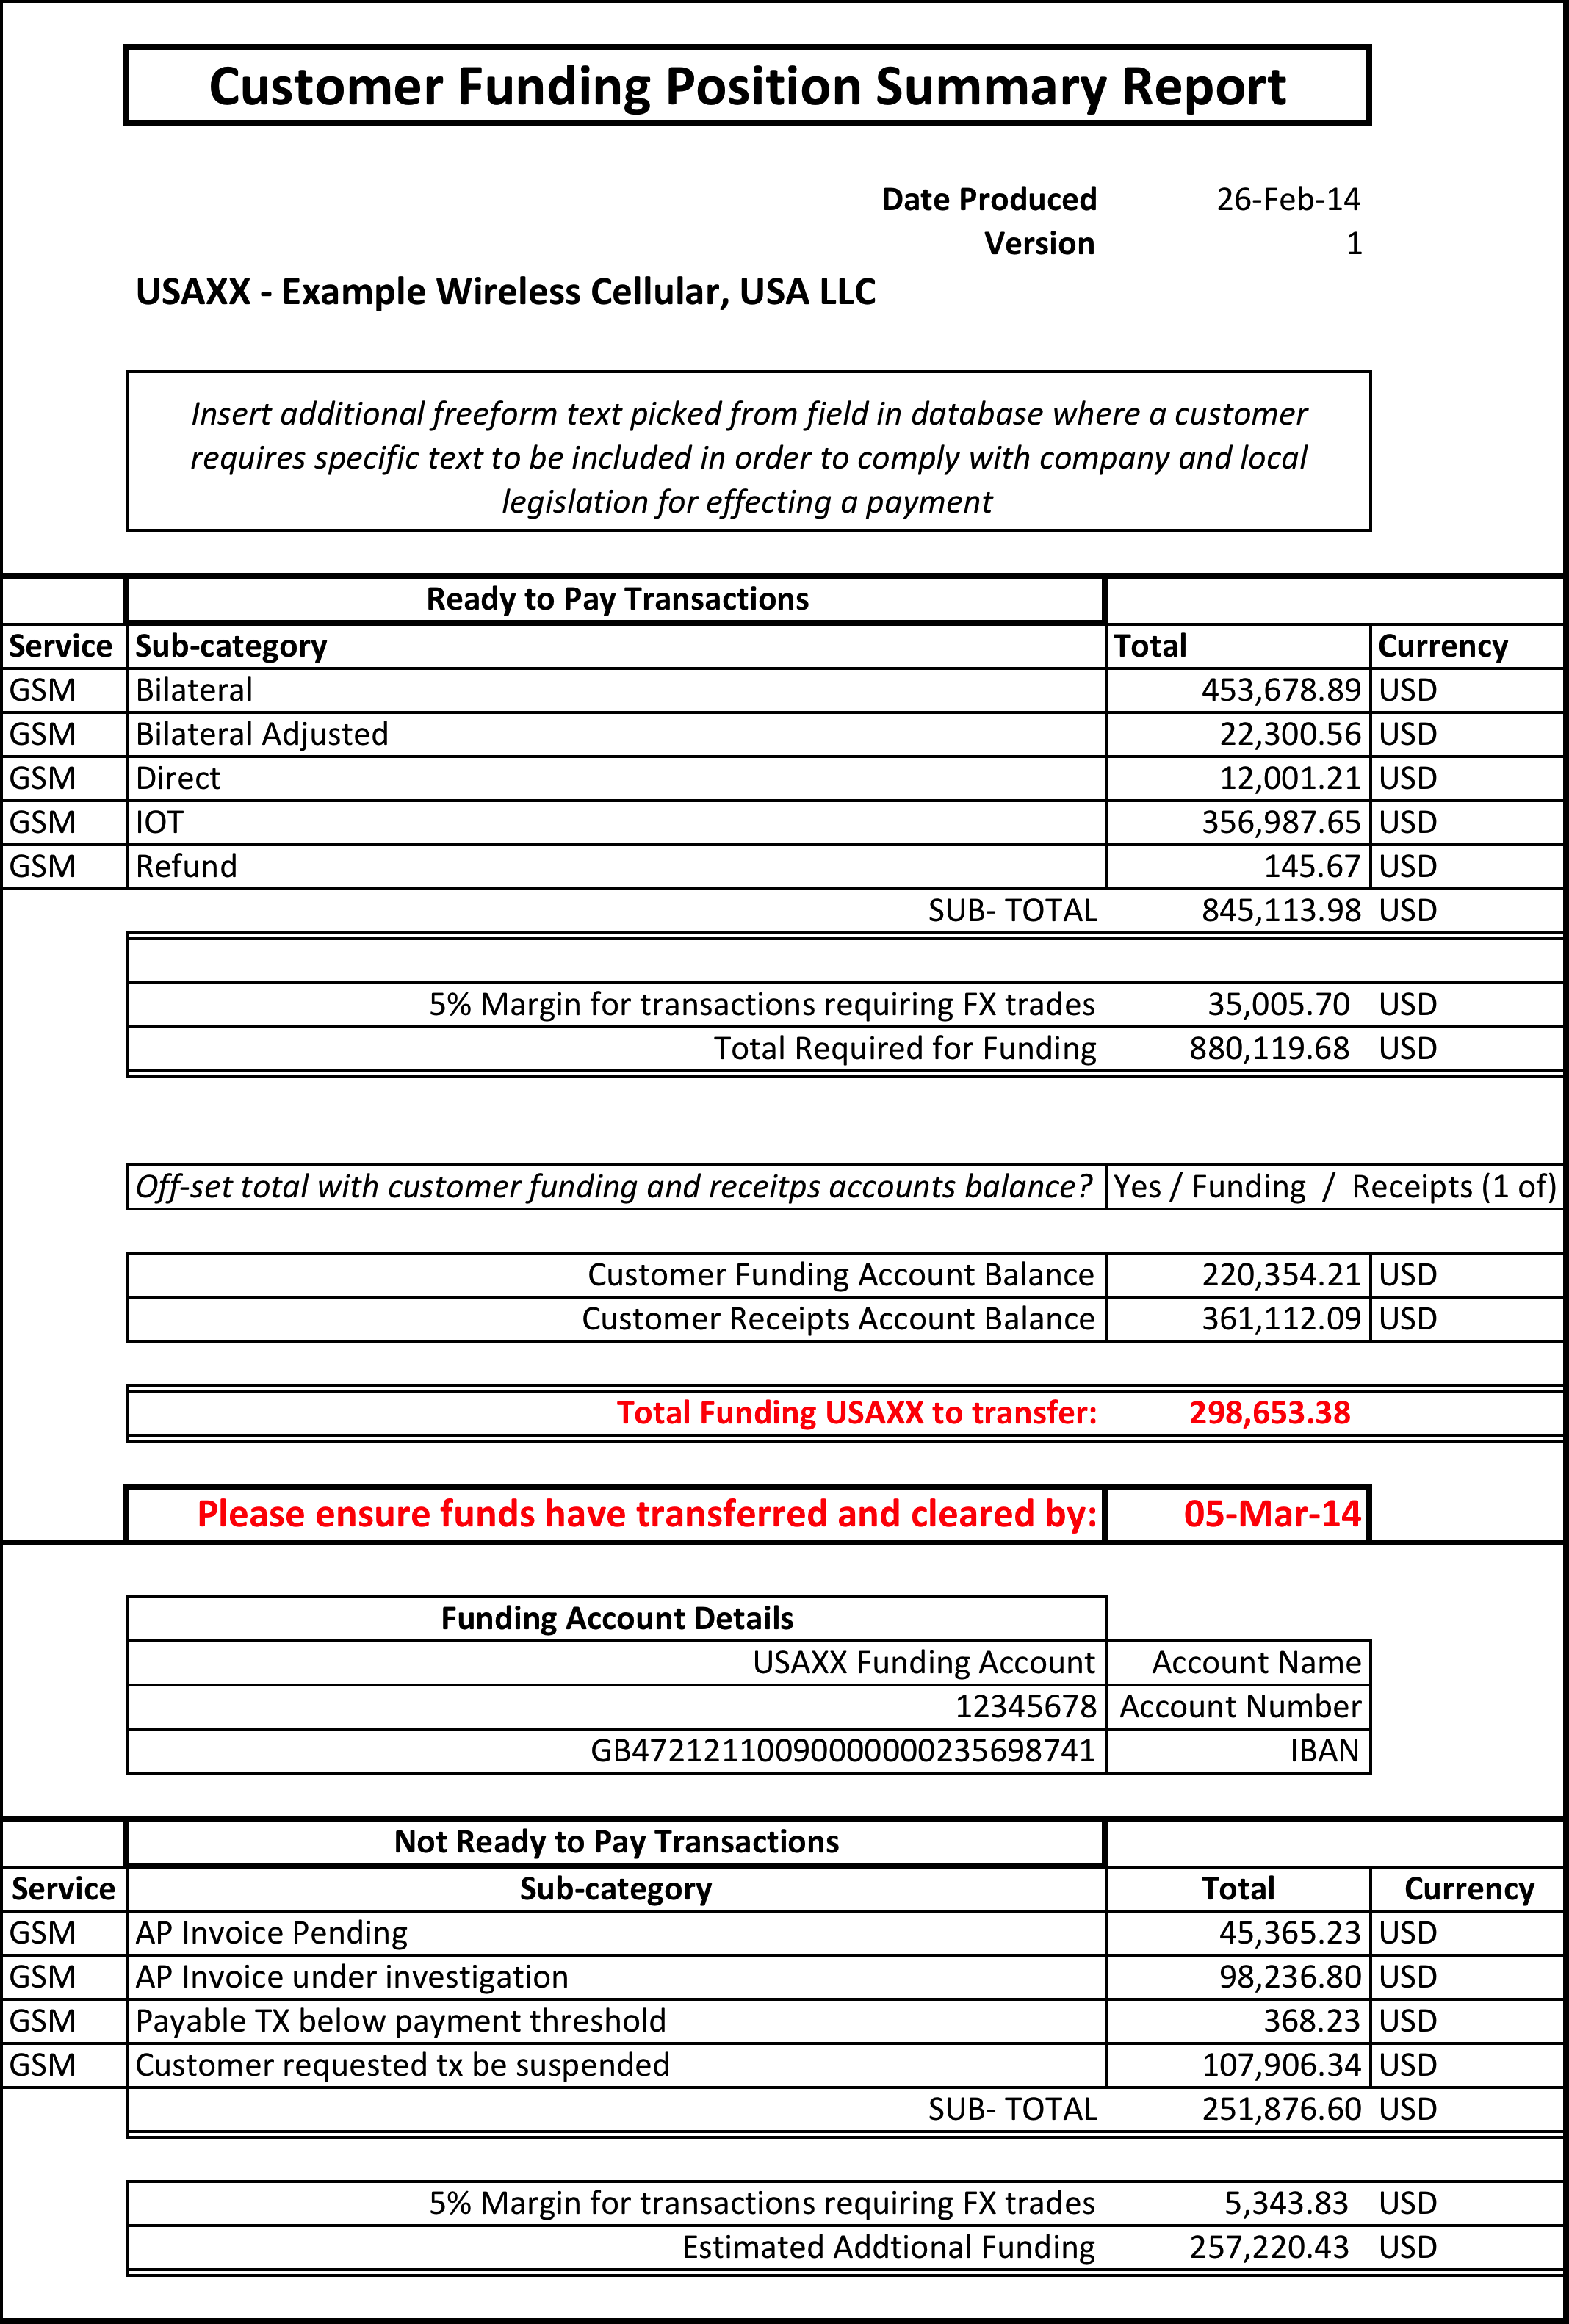 Customer Funding Position Summary Report
Date Produced 26-Feb-14
Version 1
USAXX - Example Wireless Cellular, USA LLC
Insert additional freeform text picked from field in database where a customer
requires specific text to be included in order to comply with company and local
legislation for effecting a payment
Ready to Pay Transactions
Service Sub-category Total Currency
GSM Bilateral 453,678.89 USD
GSM Bilateral Adjusted 22,300.56 USD
GSM Direct 12,001.21 USD
GSM IOT 356,987.65 USD
GSM Refund 145.67 USD
SUB- TOTAL 845,113.98 USD
5% Margin for transactions requiring FX trades 35,005.70 USD
Total Required for Funding 880,119.68 USD
Off-set total with customer funding and receitps accounts balance? Yes / Funding / Receipts (1 of)
Customer Funding Account Balance 220,354.21 USD
Customer Receipts Account Balance 361,112.09 USD
Total Funding USAXX to transfer: 298,653.38
Please ensure funds have transferred and cleared by: 05-Mar-14
Funding Account Details
USAXX Funding Account Account Name
12345678 Account Number
GB47212110090000000235698741 IBAN
Not Ready to Pay Transactions
Service Sub-category Total Currency
GSM AP Invoice Pending 45,365.23 USD
GSM AP Invoice under investigation 98,236.80 USD
GSM Payable TX below payment threshold 368.23 USD
GSM Customer requested tx be suspended 107,906.34 USD
SUB- TOTAL 251,876.60 USD
5% Margin for transactions requiring FX trades 5,343.83 USD
Estimated Addtional Funding 257,220.43 USD